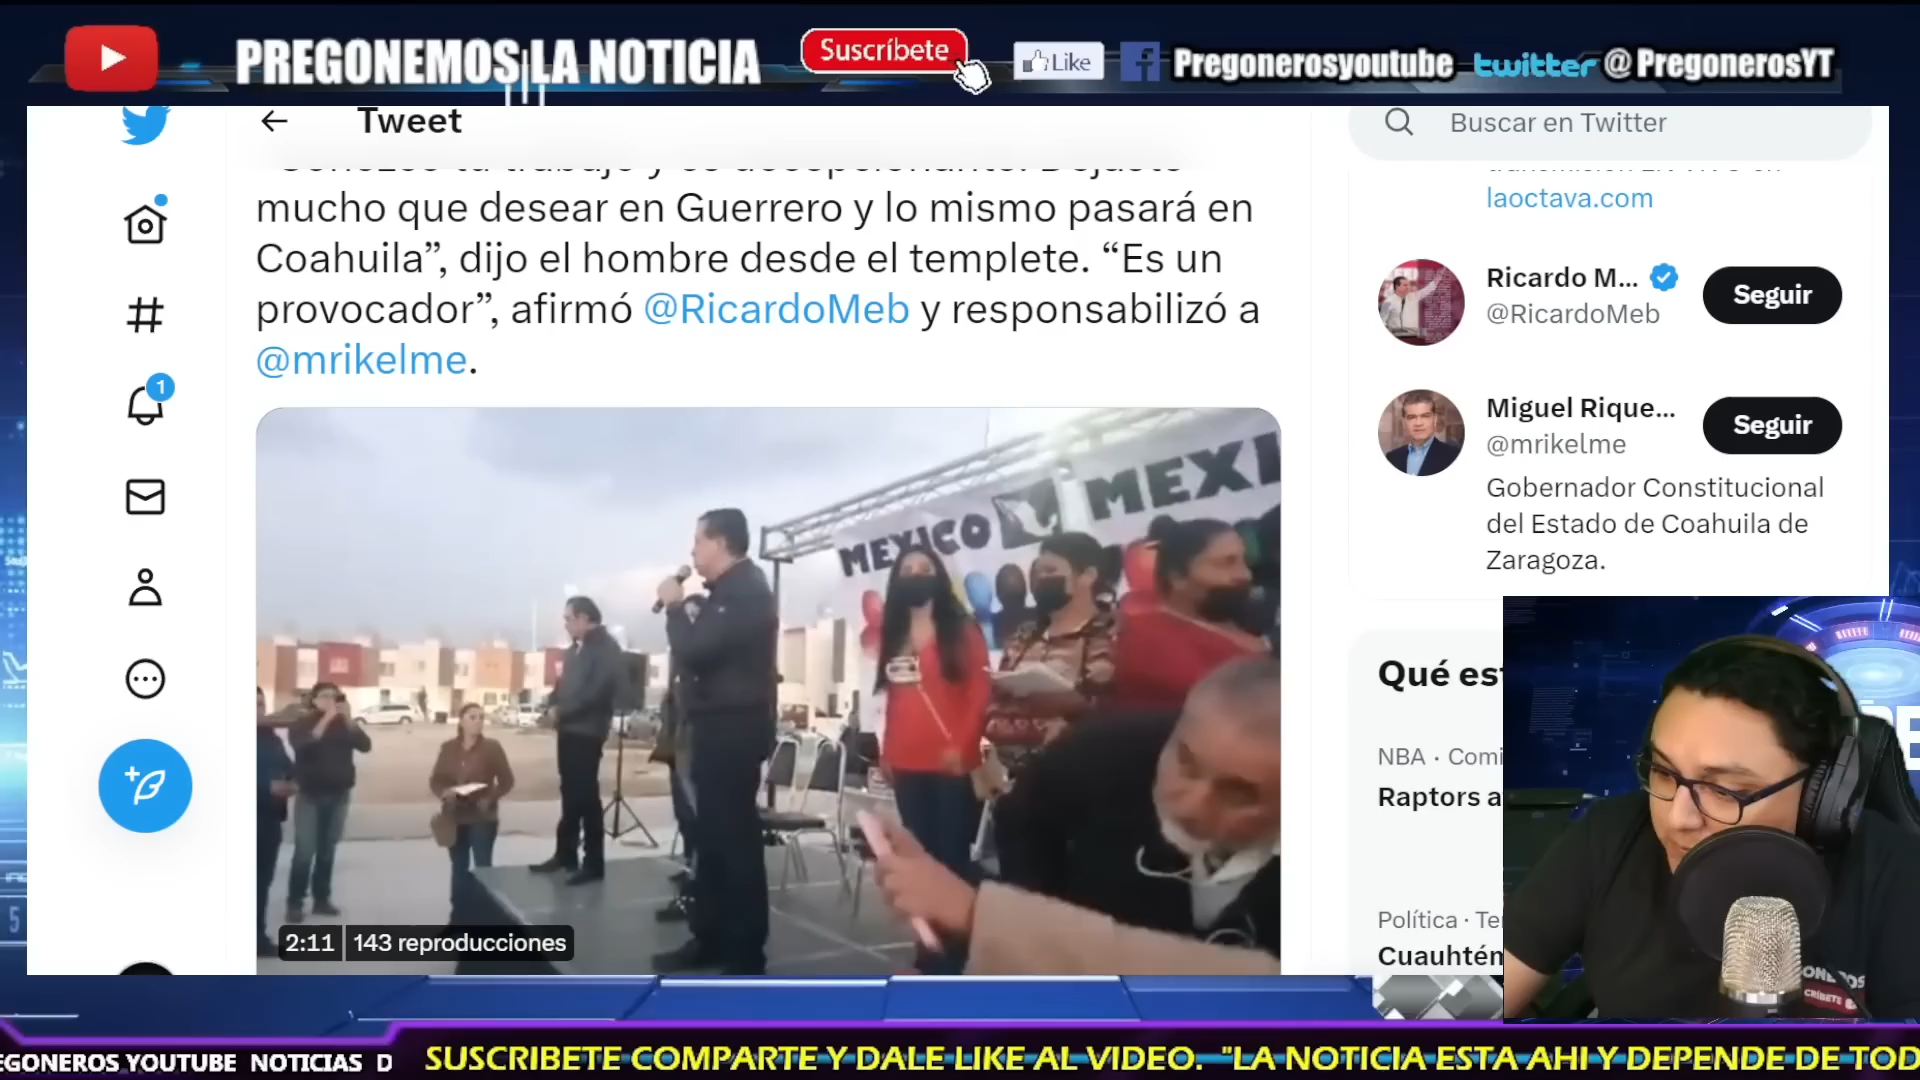 PREGONEMOS LA NOTICIA
Suscríbete
Like
Pregonerosyoutube
twitter @PregonerosYT
Tweet
mucho que desear en Guerrero y lo mismo pasará en
Coahuila”, dijo el hombre desde el templete. “Es un
provocador”, afirmó @RicardoMeb y responsabilizó a
@mrikelme.
MEXICO
MEXI
2:11
143 reproducciones
1
Buscar en Twitter
laoctava.com
Ricardo M...
@RicardoMeb
Seguir
Miguel Rique...
@mrikelme
Seguir
Gobernador Constitucional
del Estado de Coahuila de
Zaragoza.
Qué es
NBA · Comi
Raptors a
Política · Te
Cuauhtém
EGONEROS YOUTUBE NOTICIAS D
SUSCRIBETE COMPARTE Y DALE LIKE AL VIDEO. "LA NOTICIA ESTA AHI Y DEPENDE DE TOD